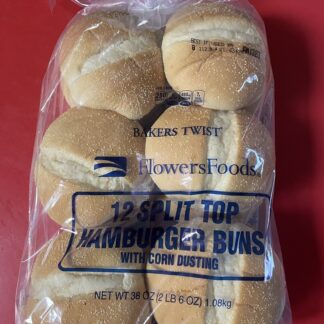 BAKERS TWIST
FlowersFoods
12 SPLIT TOP
HAMBURGER BUNS
WITH CORN DUSTING
NET WT 38 OZ (2 LB 6 OZ) 1.08kg